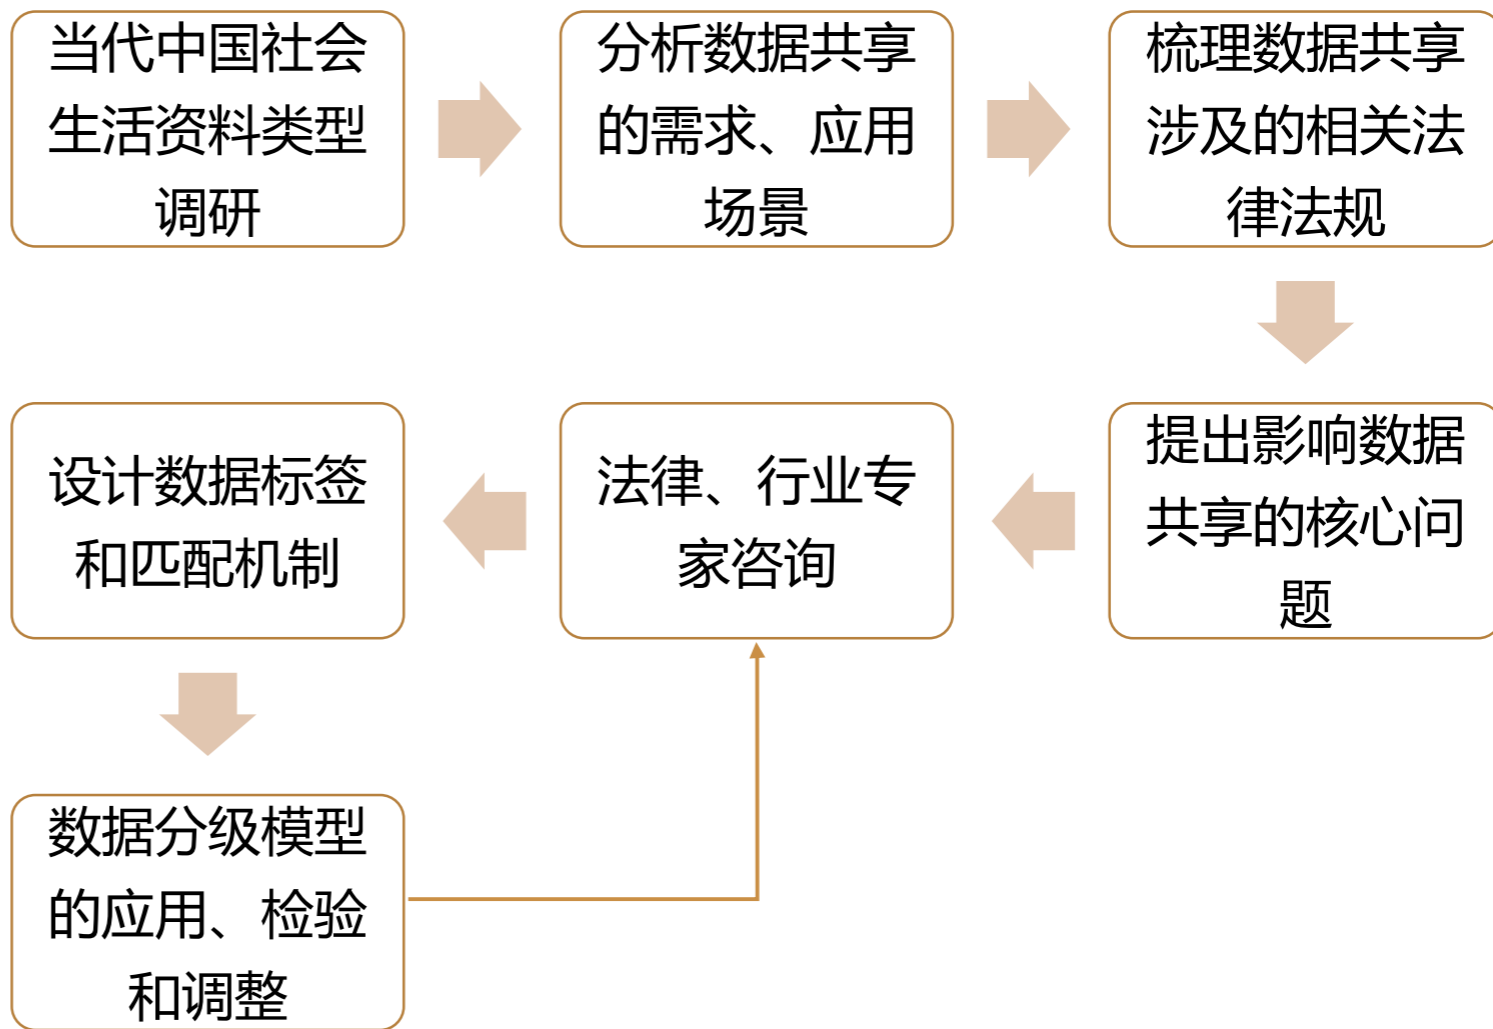 当代中国社会
生活资料类型
调研
分析数据共享
的需求、应用
场景
梳理数据共享
涉及的相关法
律法规
提出影响数据
共享的核心问
题
法律、行业专
家咨询
设计数据标签
和匹配机制
数据分级模型
的应用、检验
和调整